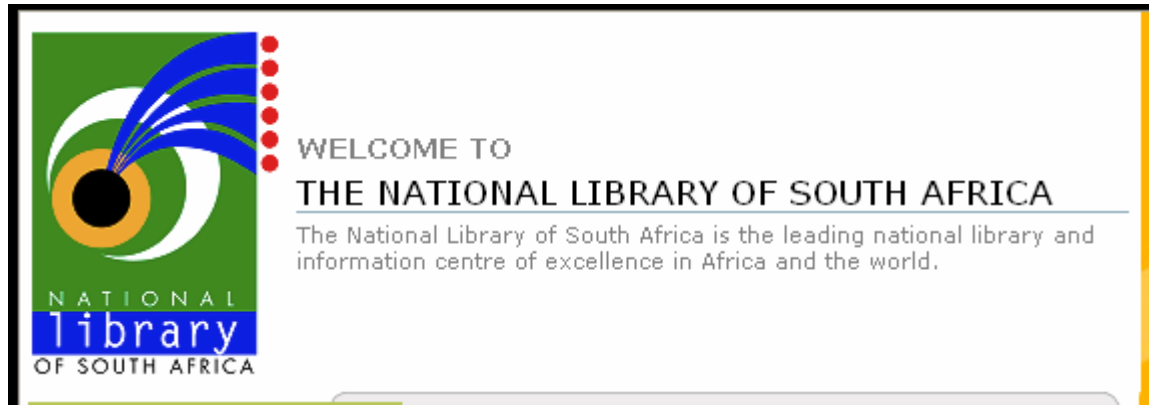 NATIONAL
library
OF SOUTH AFRICA
WELCOME TO
THE NATIONAL LIBRARY OF SOUTH AFRICA
The National Library of South Africa is the leading national library and
information centre of excellence in Africa and the world.